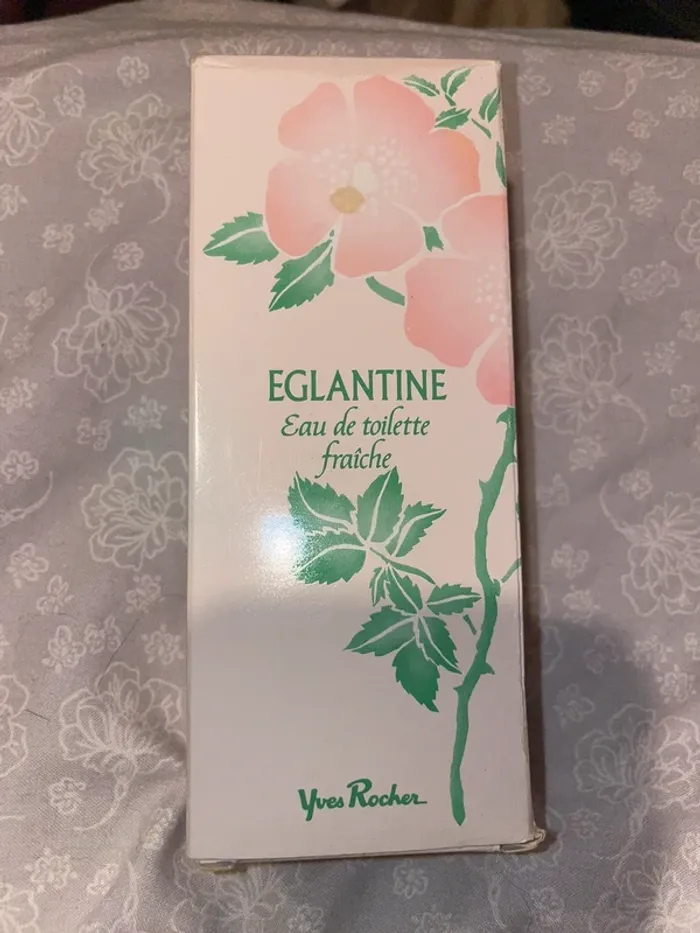 EGLANTINE
Eau de toilette
fraîche
Yves Rocher